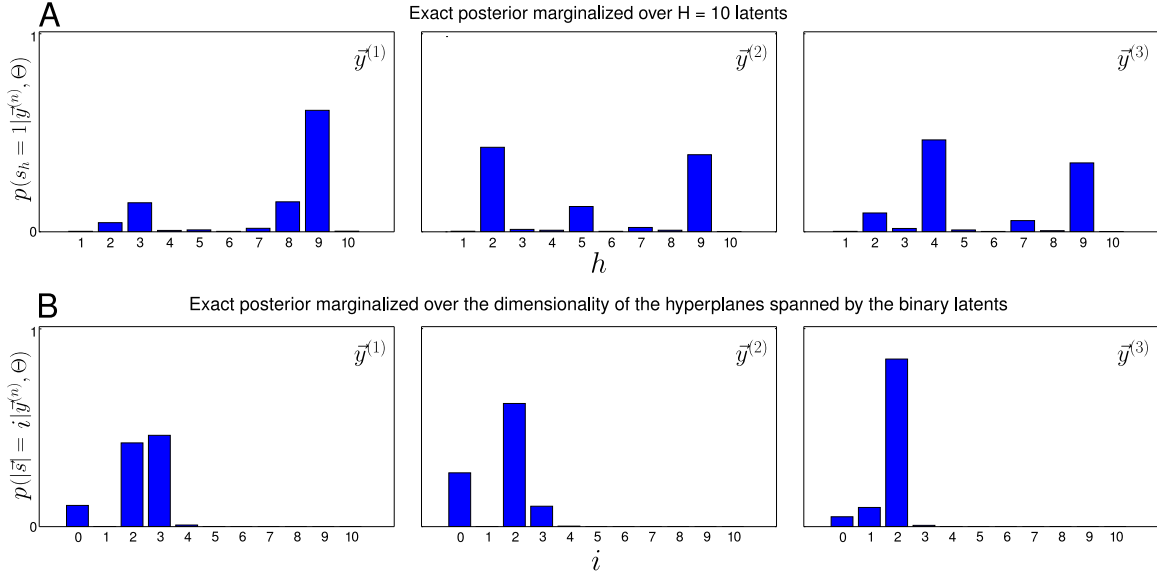 A
Exact posterior marginalized over H = 10 latents
p(s_h = 1|y⃗^(n), Θ)
1
0
y⃗^(1)
y⃗^(2)
y⃗^(3)
1 2 3 4 5 6 7 8 9 10
1 2 3 4 5 6 7 8 9 10
1 2 3 4 5 6 7 8 9 10
h
B
Exact posterior marginalized over the dimensionality of the hyperplanes spanned by the binary latents
p(|s⃗| = i|y⃗^(n), Θ)
1
0
y⃗^(1)
y⃗^(2)
y⃗^(3)
0 1 2 3 4 5 6 7 8 9 10
0 1 2 3 4 5 6 7 8 9 10
0 1 2 3 4 5 6 7 8 9 10
i